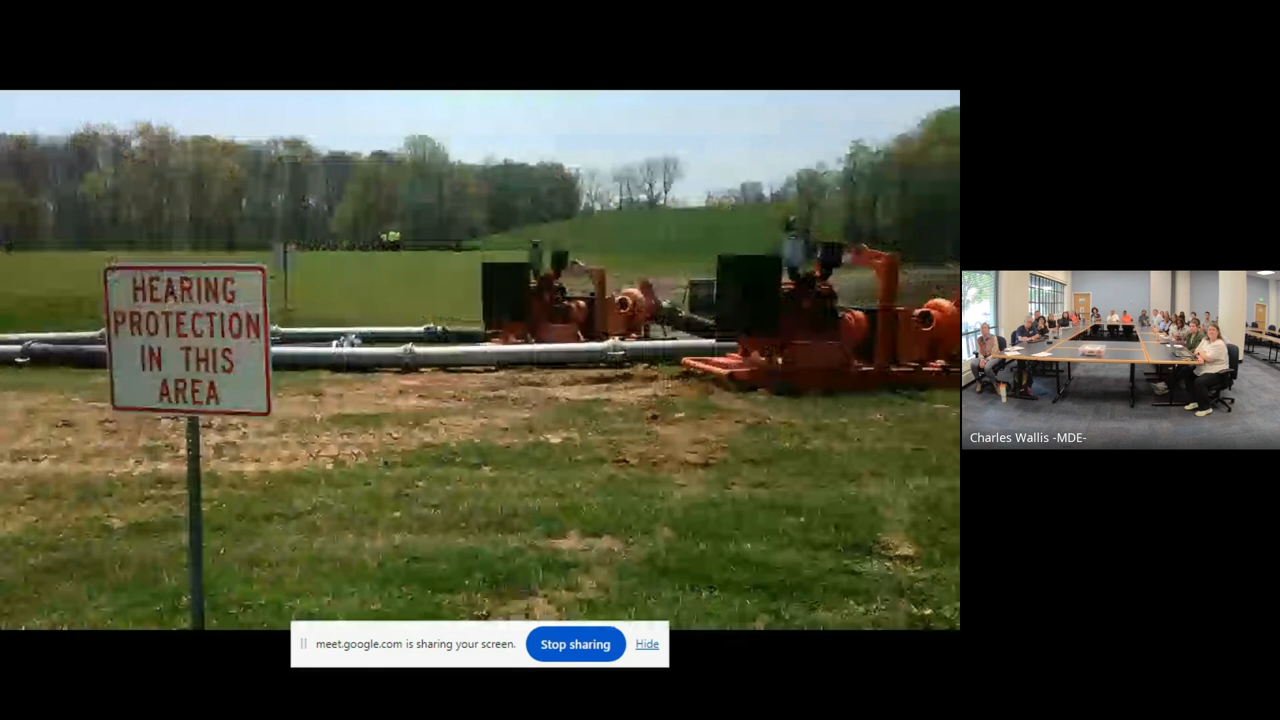 HEARING
PROTECTION
IN THIS
AREA
Charles Wallis -MDE-
meet.google.com is sharing your screen.
Stop sharing
Hide